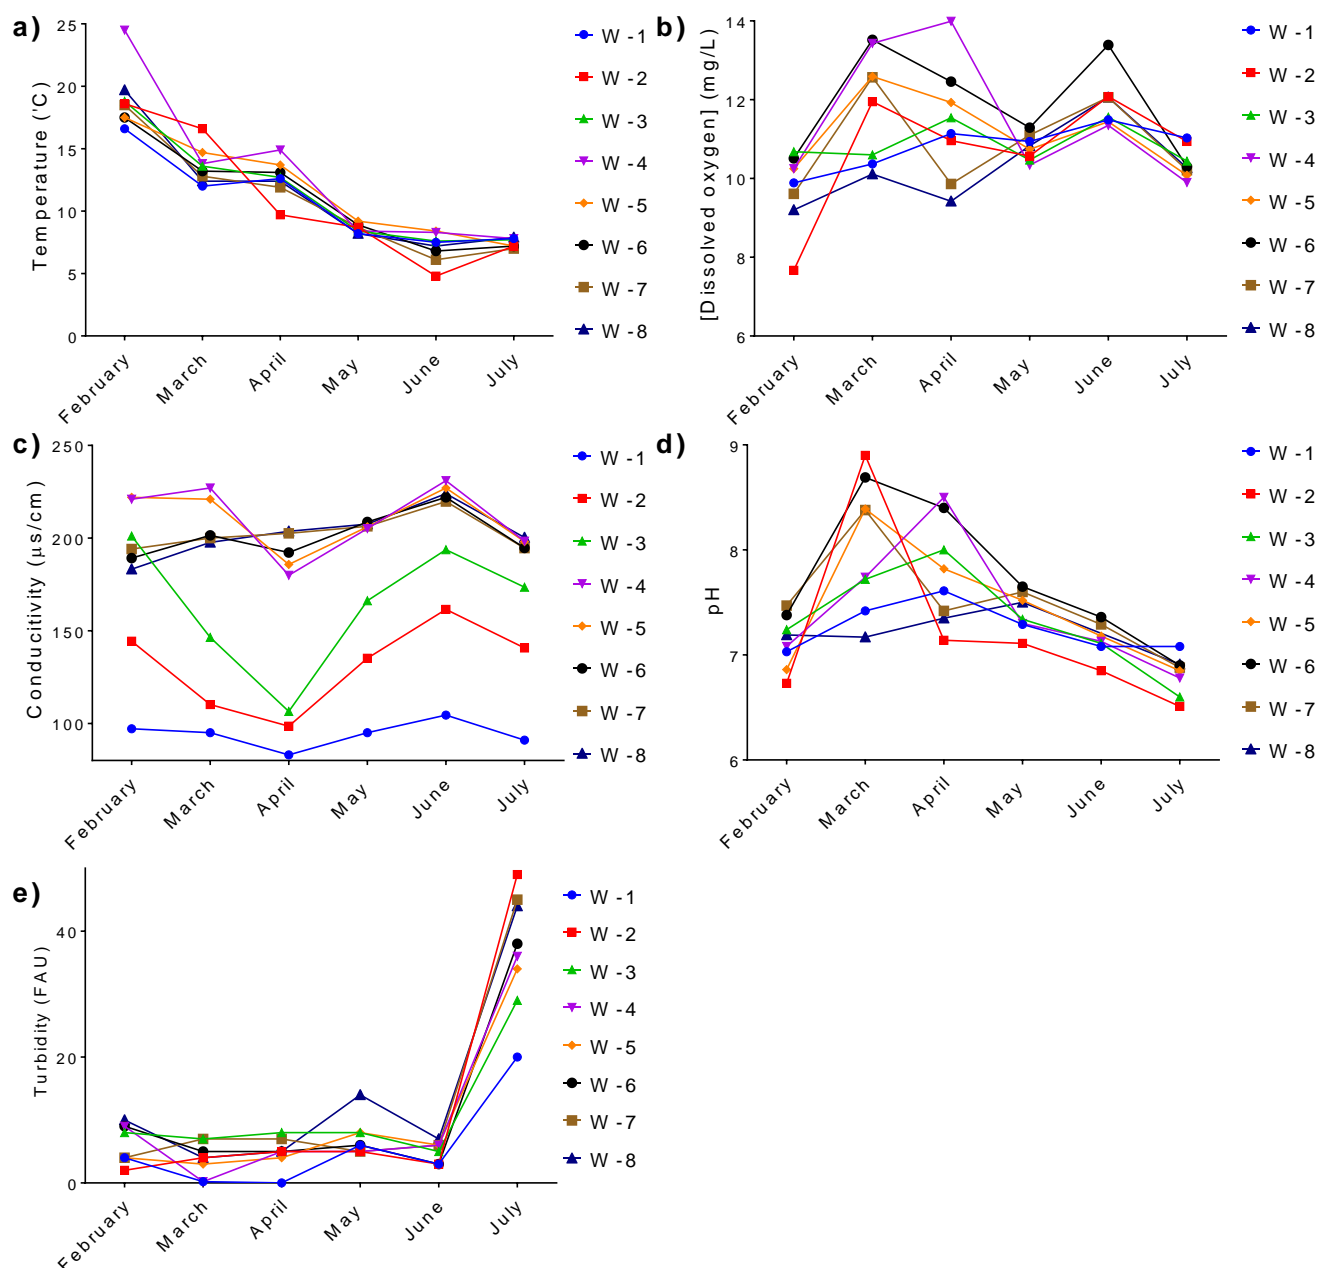 a)
25
20
15
10
5
0
Temperature ('C)
February
March
April
May
June
July
W -1
W -2
W -3
W -4
W -5
W -6
W -7
W -8
b)
14
12
10
8
6
[Dissolved oxygen] (mg/L)
February
March
April
May
June
July
W -1
W -2
W -3
W -4
W -5
W -6
W -7
W -8
c)
250
200
150
100
Conducitivity (µs/cm)
February
March
April
May
June
July
W -1
W -2
W -3
W -4
W -5
W -6
W -7
W -8
d)
9
8
7
6
pH
February
March
April
May
June
July
W -1
W -2
W -3
W -4
W -5
W -6
W -7
W -8
e)
40
20
0
Turbidity (FAU)
February
March
April
May
June
July
W -1
W -2
W -3
W -4
W -5
W -6
W -7
W -8